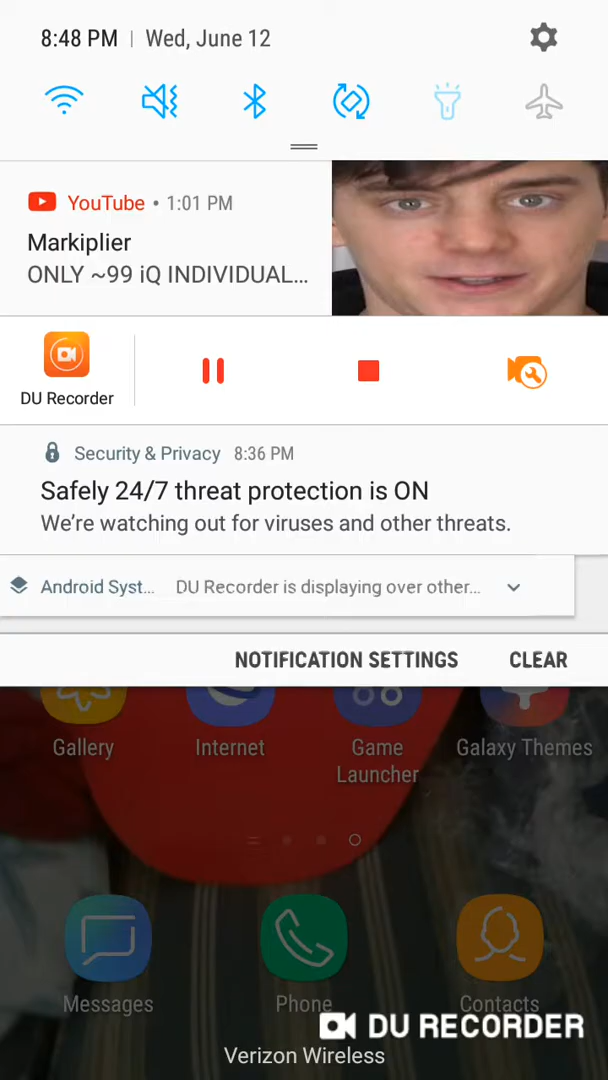 8:48 PM | Wed, June 12
YouTube • 1:01 PM
Markiplier
ONLY ~99 iQ INDIVIDUAL...
DU Recorder
Security & Privacy 8:36 PM
Safely 24/7 threat protection is ON
We're watching out for viruses and other threats.
Android Syst... DU Recorder is displaying over other...
NOTIFICATION SETTINGS CLEAR
Gallery Internet Game Launcher Galaxy Themes
Messages Phone Contacts
DU RECORDER
Verizon Wireless